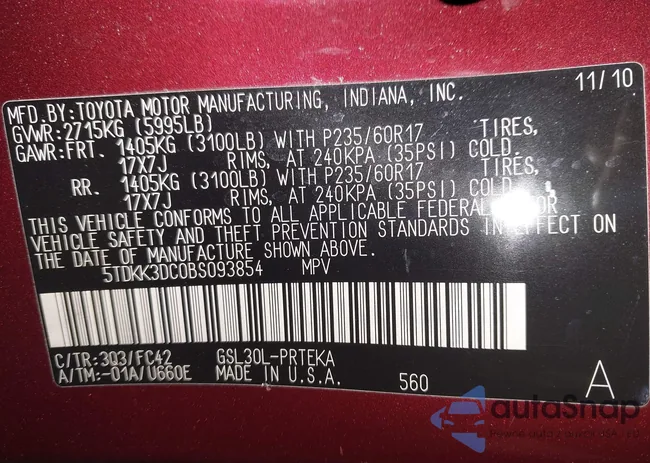 11/10
MFD.BY:TOYOTA MOTOR MANUFACTURING, INDIANA, INC.
GVWR:2715KG (5995LB)
GAWR:FRT. 1405KG (3100LB) WITH P235/60R17 TIRES,
17X7J RIMS, AT 240KPA (35PSI) COLD.
RR. 1405KG (3100LB) WITH P235/60R17 TIRES,
17X7J RIMS, AT 240KPA (35PSI) COLD.
THIS VEHICLE CONFORMS TO ALL APPLICABLE FEDERAL MOTOR
VEHICLE SAFETY AND THEFT PREVENTION STANDARDS IN EFFECT ON
THE DATE OF MANUFACTURE SHOWN ABOVE.
5TDKK3DC0BS093854 MPV
C/TR:3Q3/FC42 GSL30L-PRTEKA
A/TM:-01A/U660E MADE IN U.S.A. 560 A
autoSnap